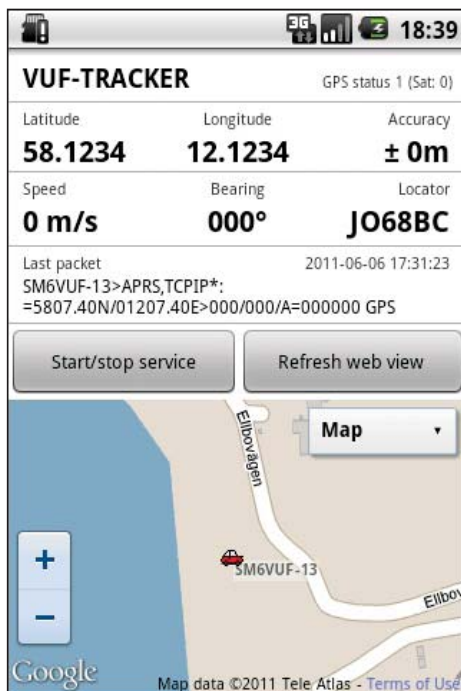 3G 18:39
VUF-TRACKER GPS status 1 (Sat: 0)
Latitude Longitude Accuracy
58.1234 12.1234 ± 0m
Speed Bearing Locator
0 m/s 000° JO68BC
Last packet 2011-06-06 17:31:23
SM6VUF-13>APRS,TCPIP*:
=5807.40N/01207.40E>000/000/A=000000 GPS
Start/stop service Refresh web view
Map
Ellbovägen
+
SM6VUF-13
−
Ellbov
Google Map data ©2011 Tele Atlas - Terms of Use